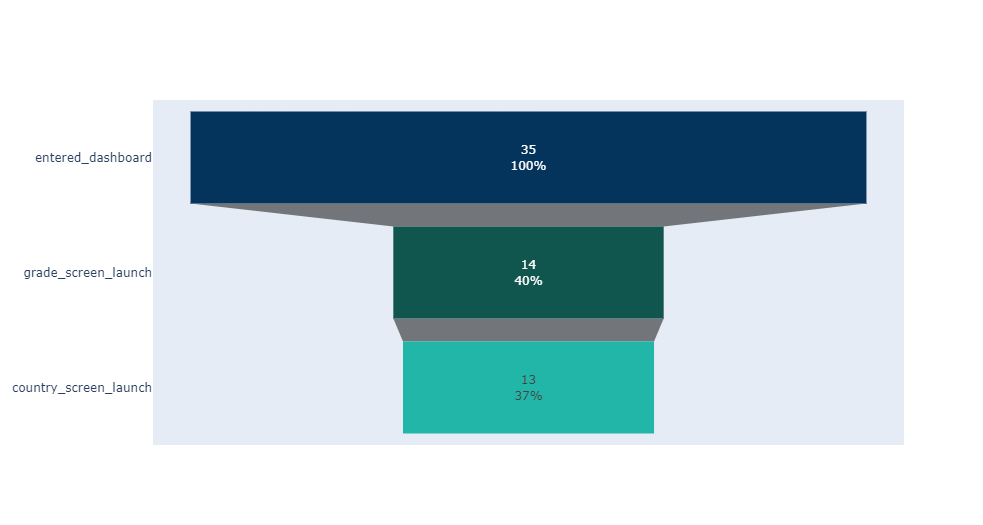 entered_dashboard
35
100%
grade_screen_launch
14
40%
country_screen_launch
13
37%